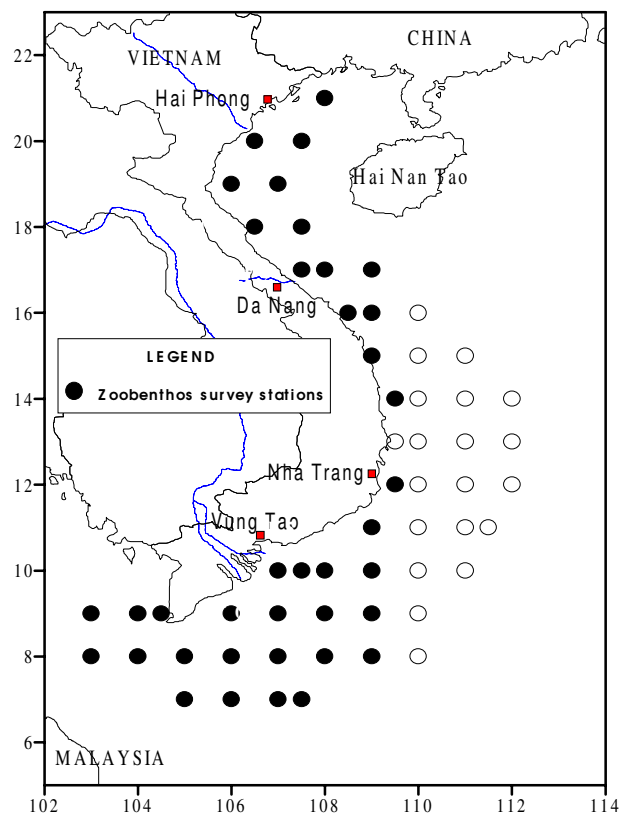 22
CHINA
VIETNAM
Hai Phong
20
Hai Nan Tao
18
16
Da Nang
LEGEND
Zoobenthos survey stations
14
Nha Trang
12
Vung Tao
10
8
6
MALAYSIA
102 104 106 108 110 112 114